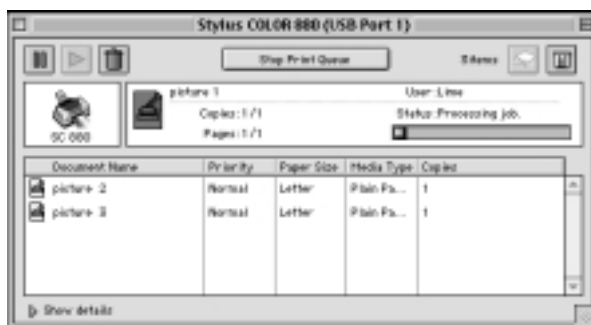 Stylus COLOR 880 (USB Port 1)
Stop Print Queue
3 items
SC 880
picture 1
User: Lime
Copies: 1/1
Status: Processing job.
Pages: 1/1
Document Name Priority Paper Size Media Type Copies
picture 2 Normal Letter Plain Pa... 1
picture 3 Normal Letter Plain Pa... 1
Show details